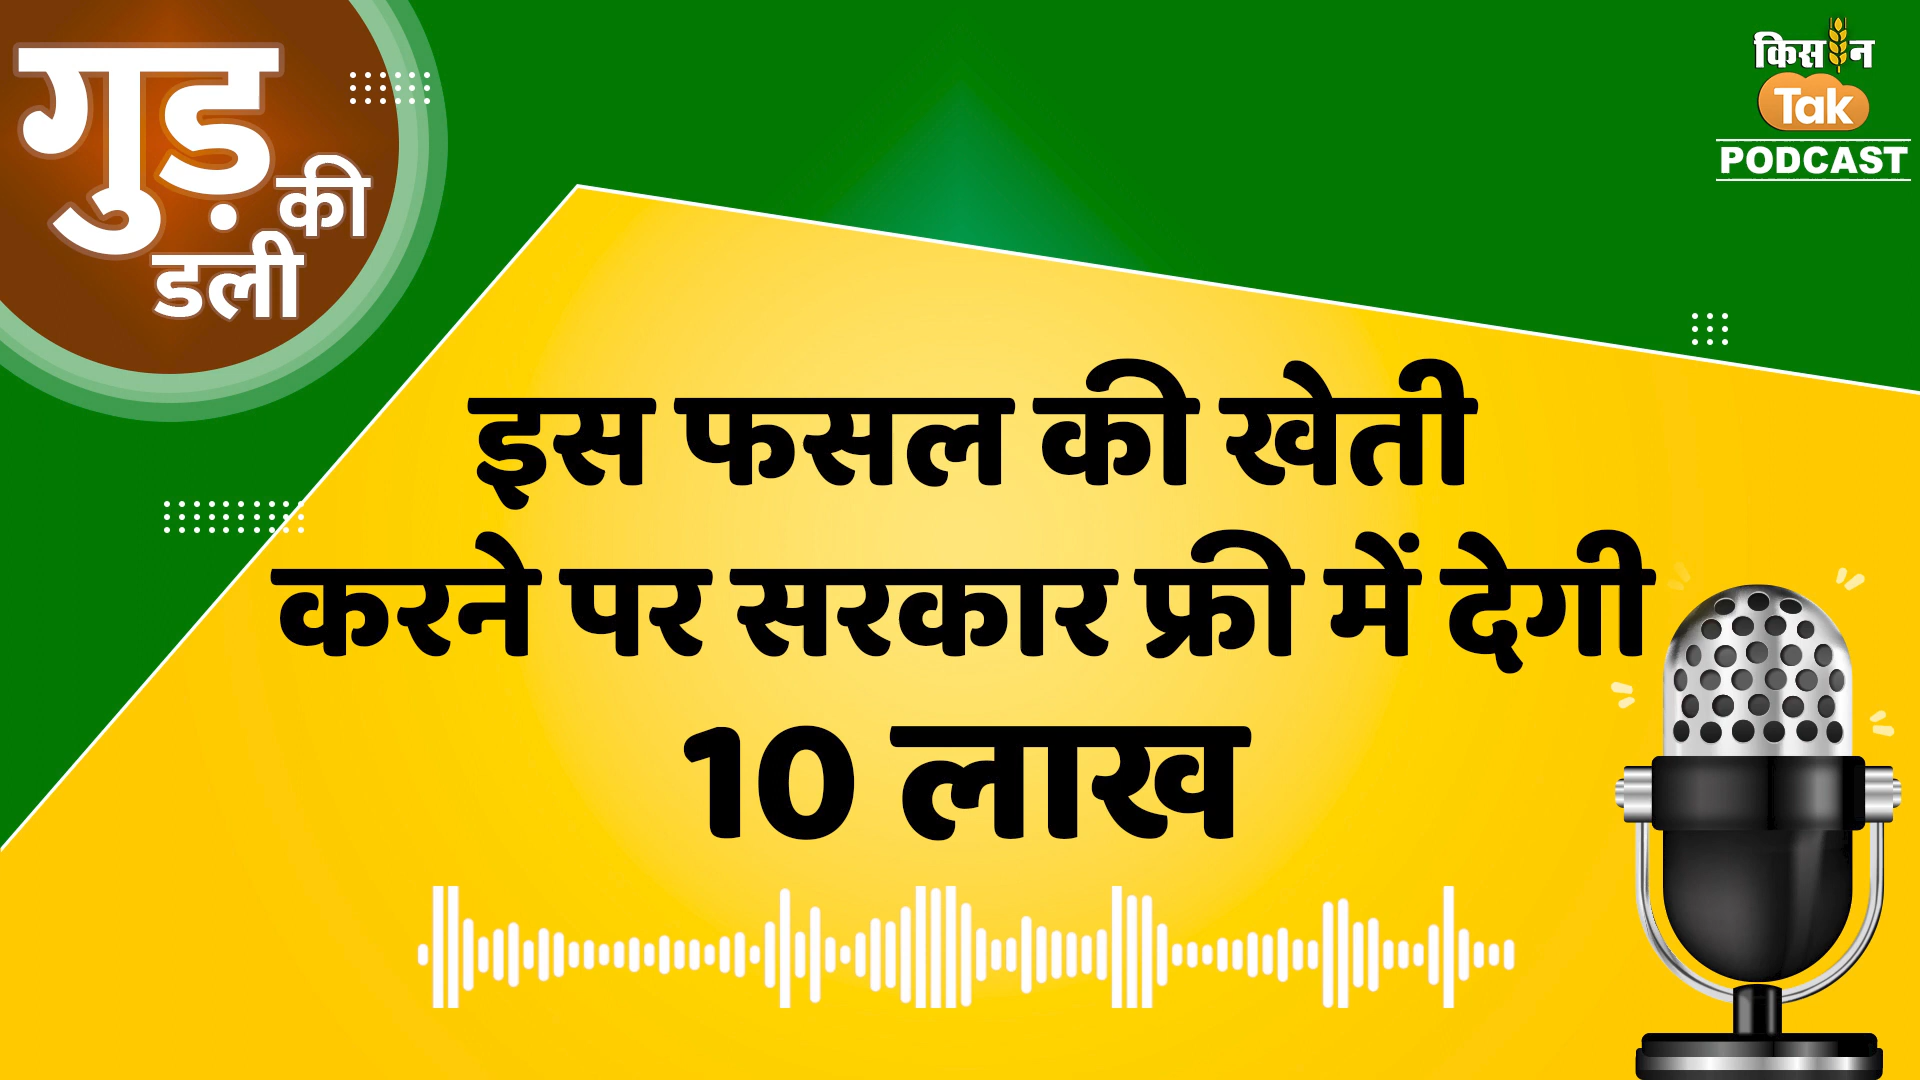 गुड़
की
डली
किसान
Tak
PODCAST
इस फसल की खेती
करने पर सरकार फ्री में देगी
10 लाख